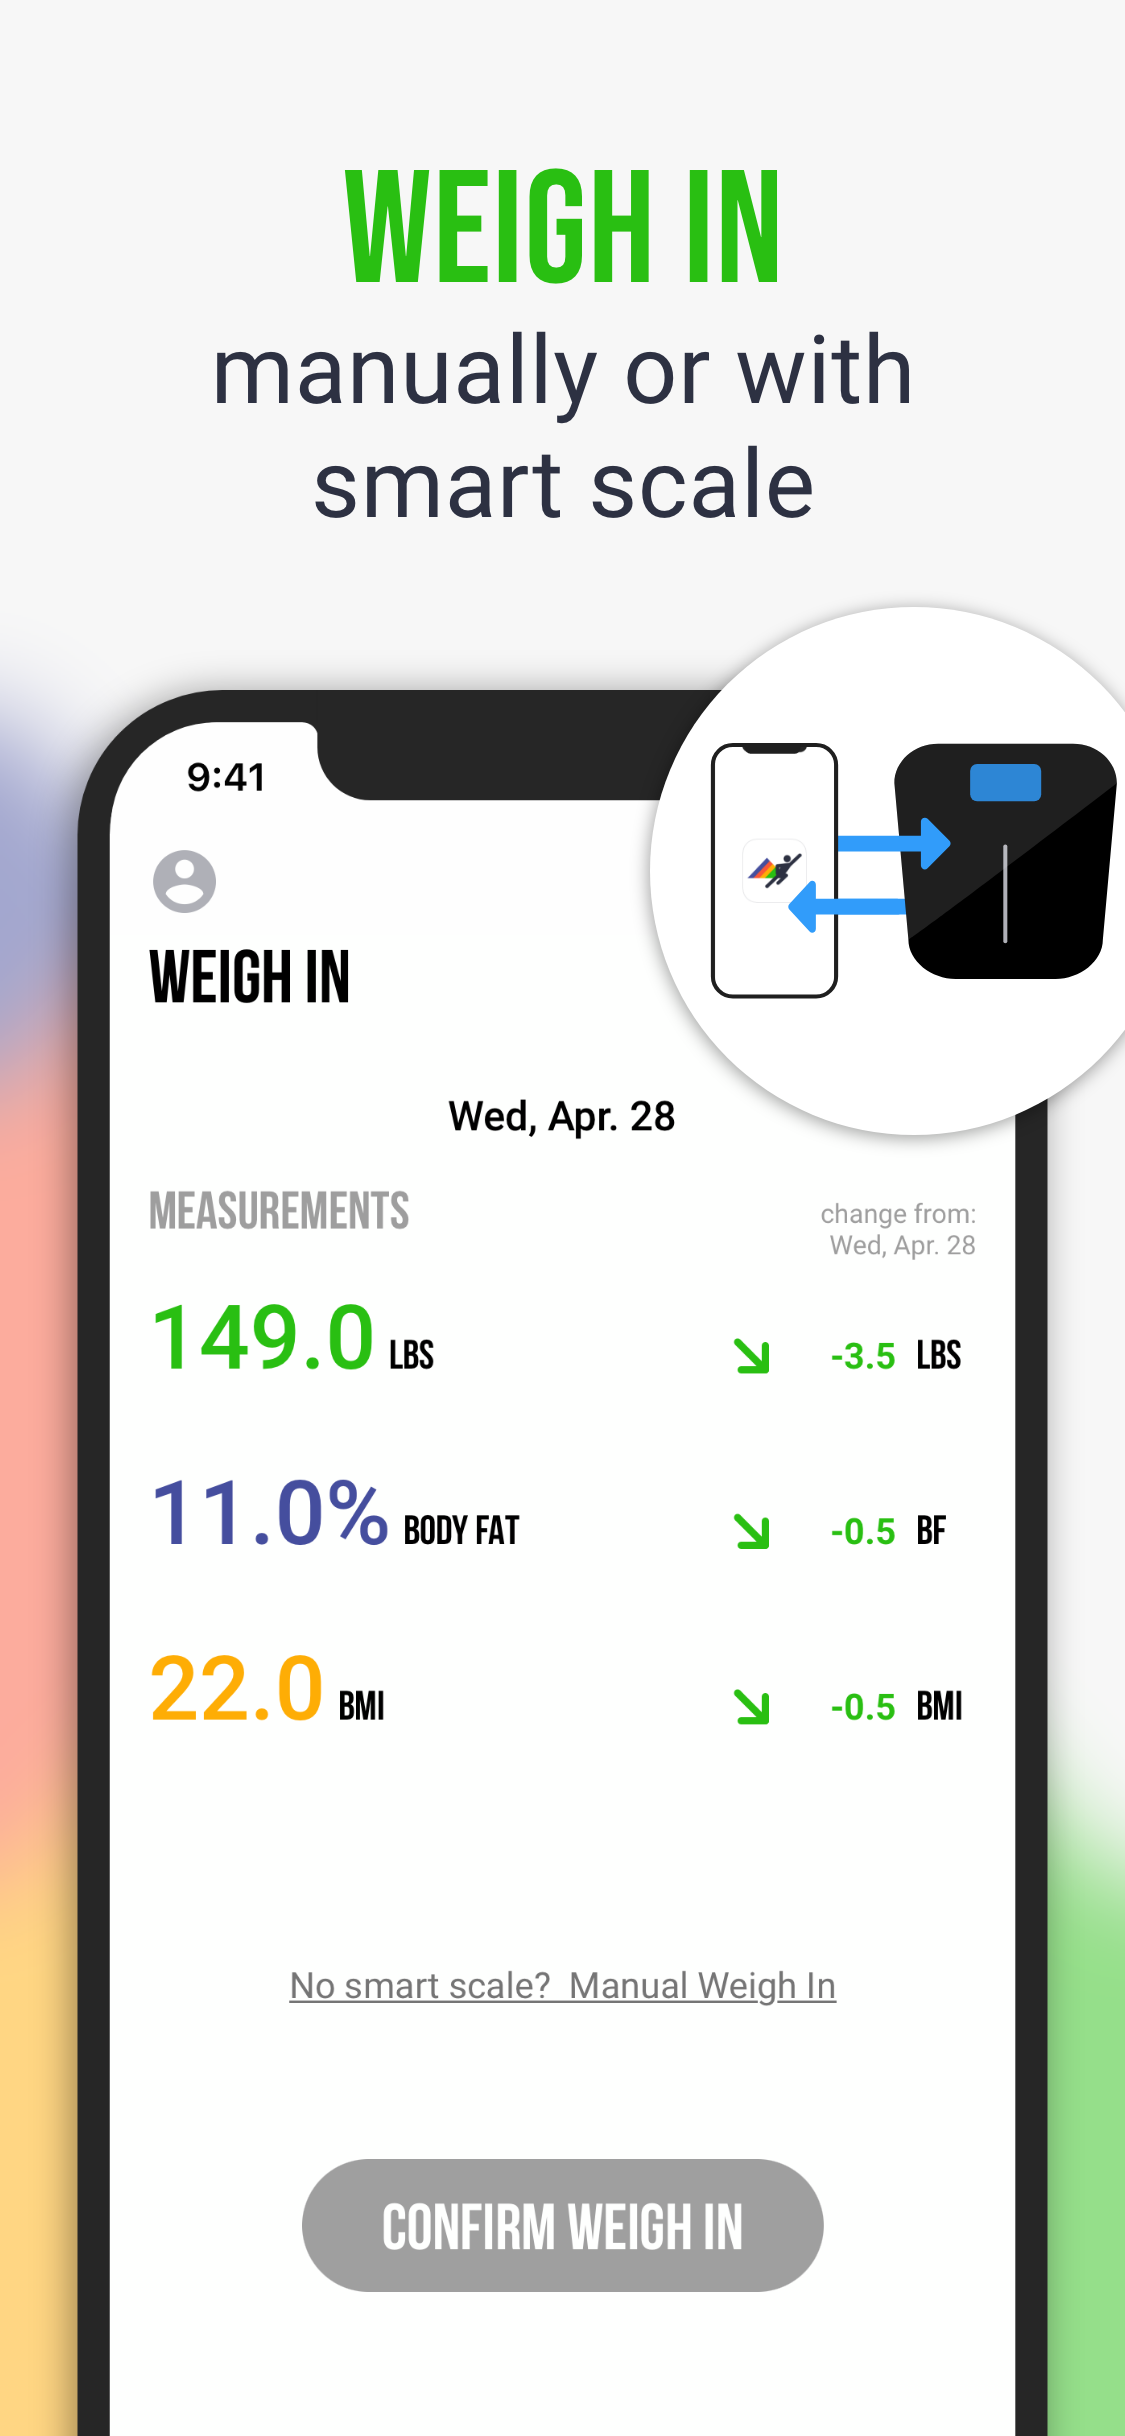 WEIGH IN
manually or with
smart scale
9:41
WEIGH IN
Wed, Apr. 28
MEASUREMENTS
change from:
Wed, Apr. 28
149.0 LBS -3.5 LBS
11.0% BODY FAT -0.5 BF
22.0 BMI -0.5 BMI
No smart scale? Manual Weigh In
CONFIRM WEIGH IN